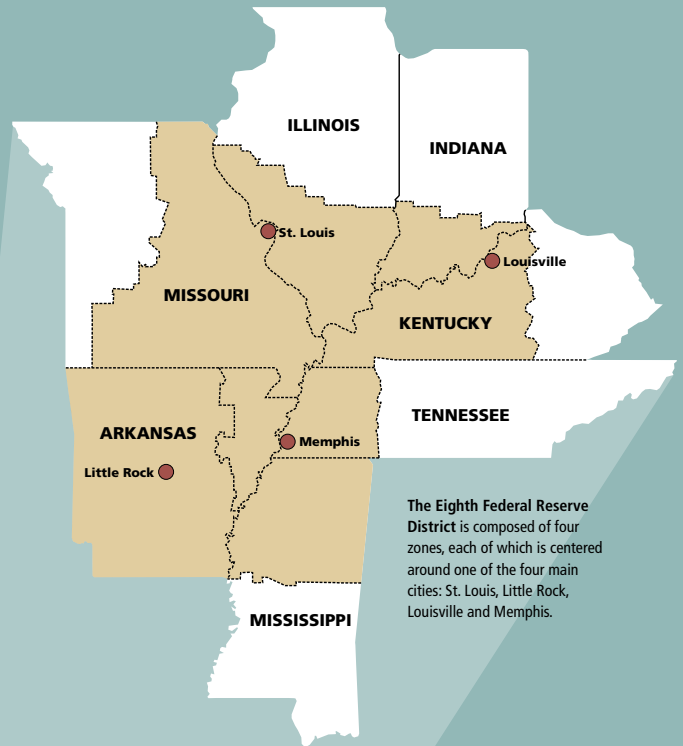 ILLINOIS
INDIANA
St. Louis
Louisville
MISSOURI
KENTUCKY
TENNESSEE
ARKANSAS
Memphis
Little Rock
The Eighth Federal Reserve
District is composed of four
zones, each of which is centered
around one of the four main
cities: St. Louis, Little Rock,
Louisville and Memphis.
MISSISSIPPI